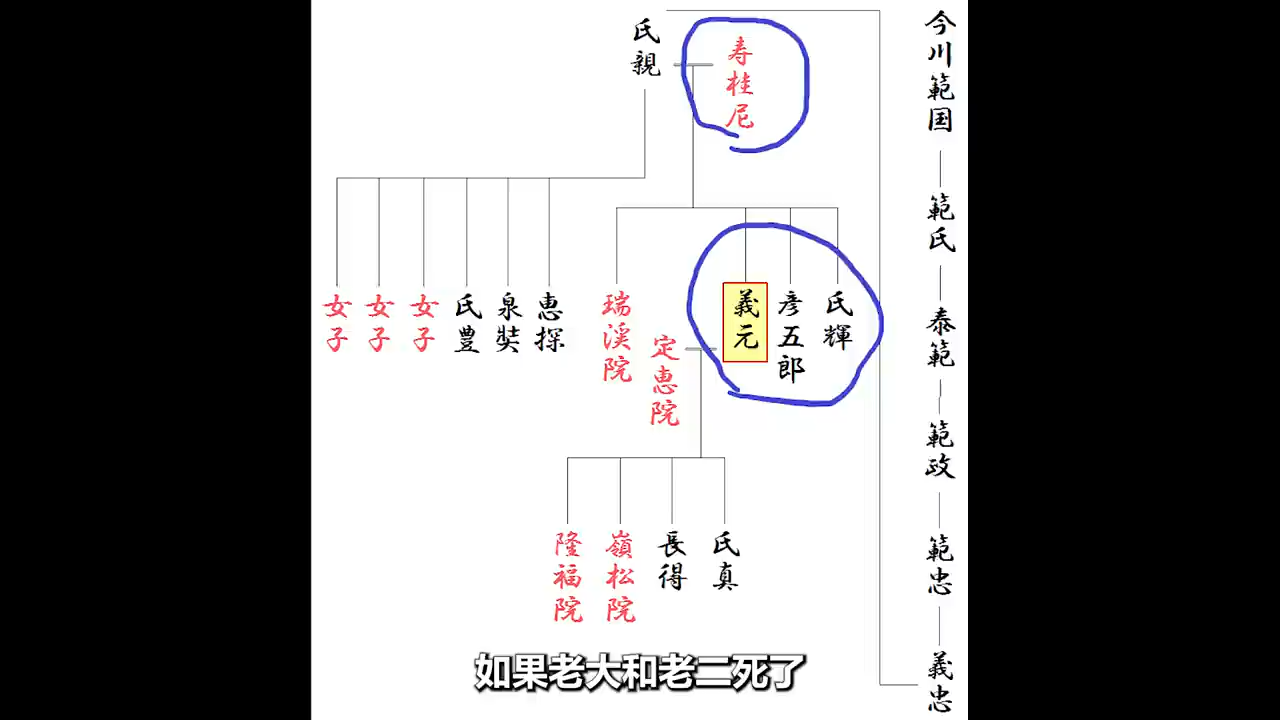 今川範国
範氏
泰範
範政
範忠
義忠
氏親
寿桂尼
氏輝
彦五郎
義元
定恵院
瑞渓院
恵探
泉奘
氏豊
女子
女子
女子
氏真
長得
嶺松院
隆福院
如果老大和老二死了